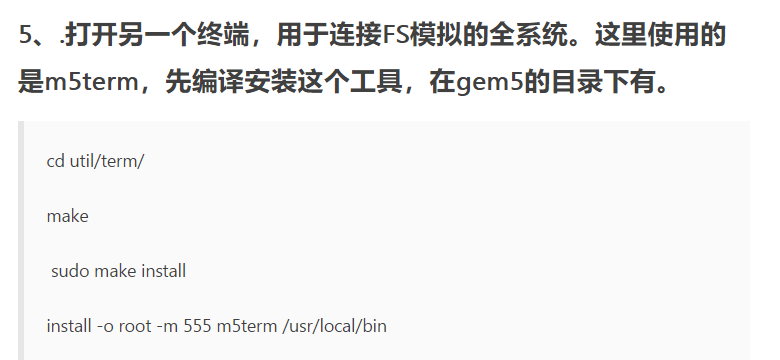 5、.打开另一个终端，用于连接FS模拟的全系统。这里使用的
是m5term，先编译安装这个工具，在gem5的目录下有。
cd util/term/
make
sudo make install
install -o root -m 555 m5term /usr/local/bin